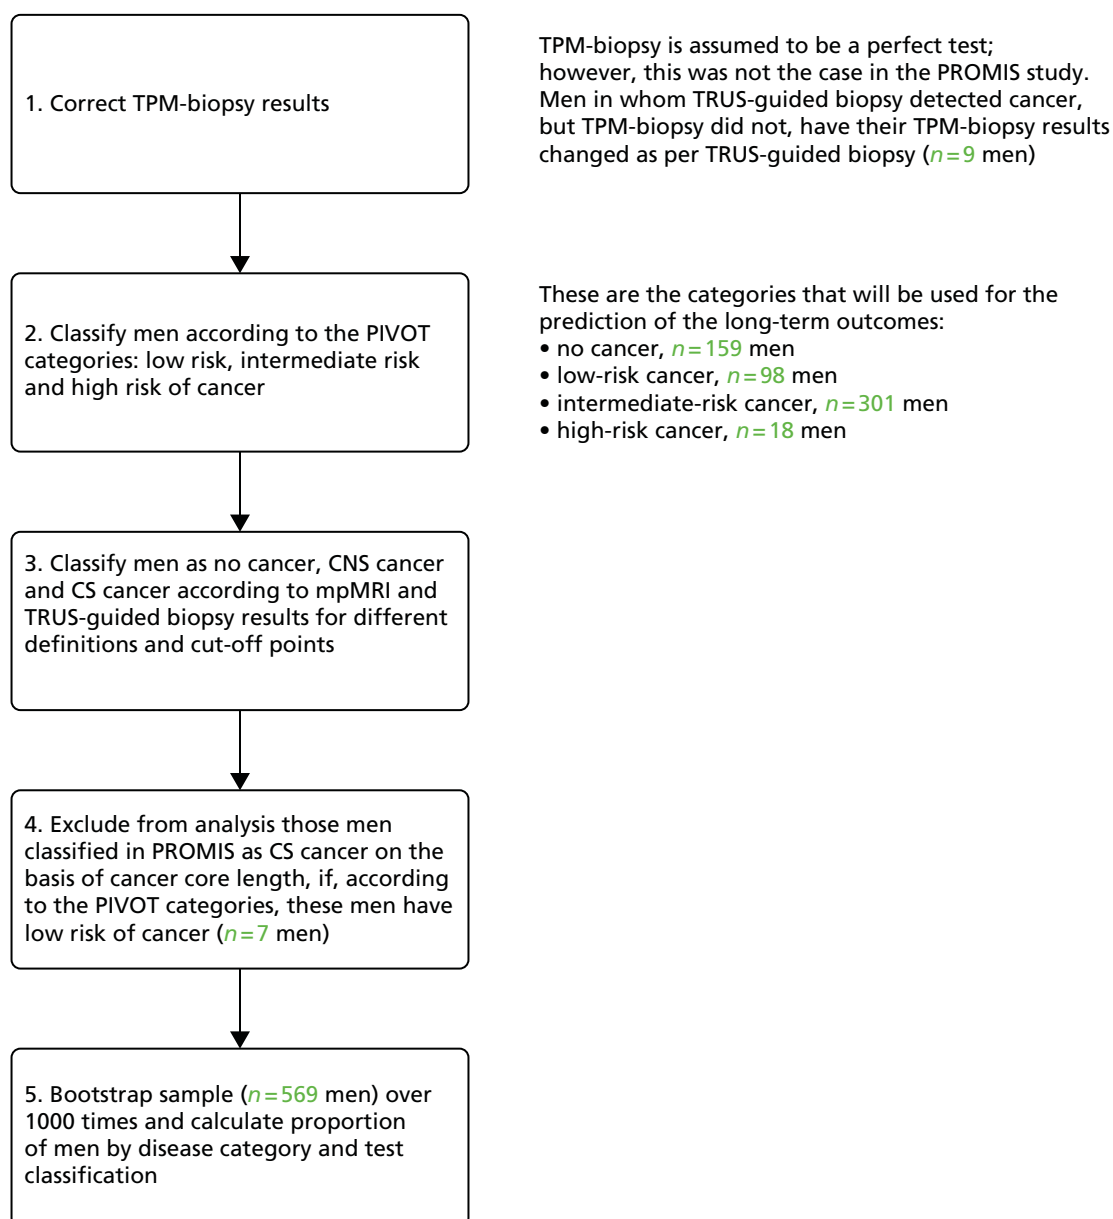 1. Correct TPM-biopsy results
TPM-biopsy is assumed to be a perfect test;
however, this was not the case in the PROMIS study.
Men in whom TRUS-guided biopsy detected cancer,
but TPM-biopsy did not, have their TPM-biopsy results
changed as per TRUS-guided biopsy (n=9 men)
2. Classify men according to the PIVOT
categories: low risk, intermediate risk
and high risk of cancer
These are the categories that will be used for the
prediction of the long-term outcomes:
• no cancer, n=159 men
• low-risk cancer, n=98 men
• intermediate-risk cancer, n=301 men
• high-risk cancer, n=18 men
3. Classify men as no cancer, CNS cancer
and CS cancer according to mpMRI and
TRUS-guided biopsy results for different
definitions and cut-off points
4. Exclude from analysis those men
classified in PROMIS as CS cancer on the
basis of cancer core length, if, according
to the PIVOT categories, these men have
low risk of cancer (n=7 men)
5. Bootstrap sample (n=569 men) over
1000 times and calculate proportion
of men by disease category and test
classification